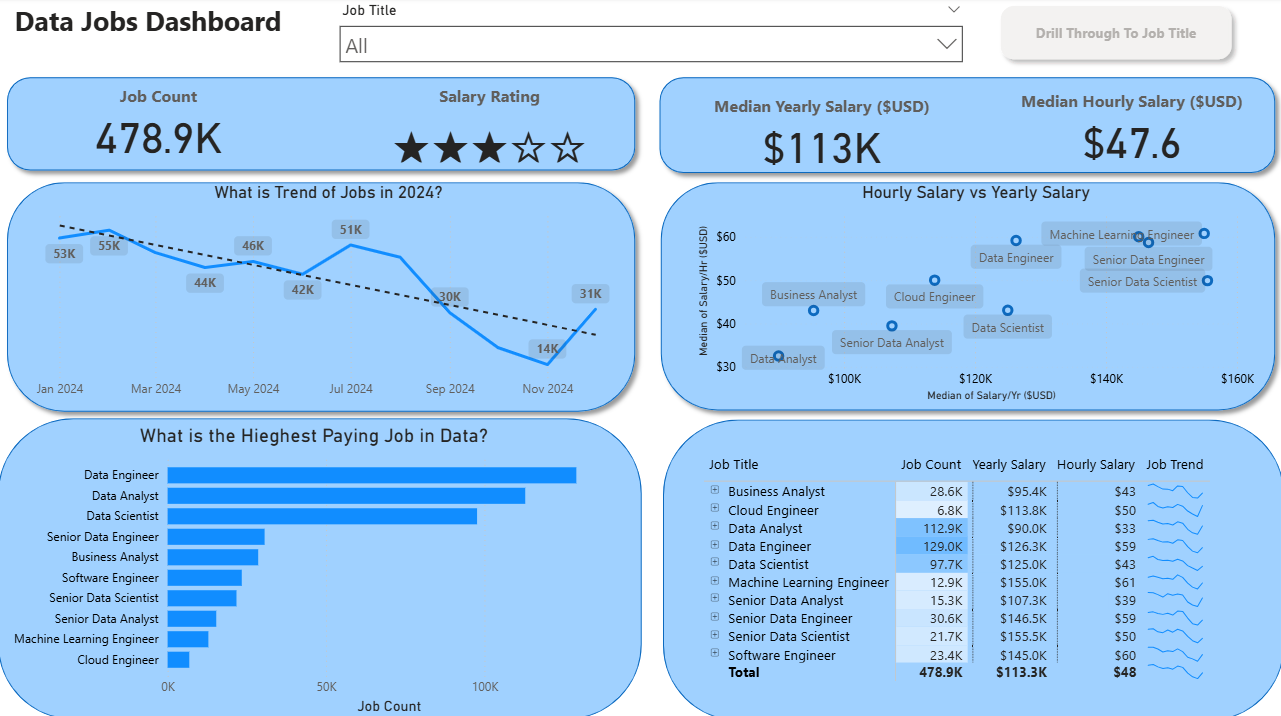 Data Jobs Dashboard
Job Title
All
Drill Through To Job Title
Job Count
478.9K
Salary Rating
Median Yearly Salary ($USD)
$113K
Median Hourly Salary ($USD)
$47.6
What is Trend of Jobs in 2024?
53K
55K
44K
46K
42K
51K
30K
14K
31K
Jan 2024 Mar 2024 May 2024 Jul 2024 Sep 2024 Nov 2024
Hourly Salary vs Yearly Salary
Median of Salary/Hr ($USD)
$60
$50
$40
$30
Machine Learning Engineer
Data Engineer
Senior Data Engineer
Senior Data Scientist
Business Analyst
Cloud Engineer
Data Scientist
Senior Data Analyst
Data Analyst
$100K $120K $140K $160K
Median of Salary/Yr ($USD)
What is the Hieghest Paying Job in Data?
Data Engineer
Data Analyst
Data Scientist
Senior Data Engineer
Business Analyst
Software Engineer
Senior Data Scientist
Senior Data Analyst
Machine Learning Engineer
Cloud Engineer
0K 50K 100K
Job Count
Job Title Job Count Yearly Salary Hourly Salary Job Trend
Business Analyst 28.6K $95.4K $43
Cloud Engineer 6.8K $113.8K $50
Data Analyst 112.9K $90.0K $33
Data Engineer 129.0K $126.3K $59
Data Scientist 97.7K $125.0K $43
Machine Learning Engineer 12.9K $155.0K $61
Senior Data Analyst 15.3K $107.3K $39
Senior Data Engineer 30.6K $146.5K $59
Senior Data Scientist 21.7K $155.5K $50
Software Engineer 23.4K $145.0K $60
Total 478.9K $113.3K $48